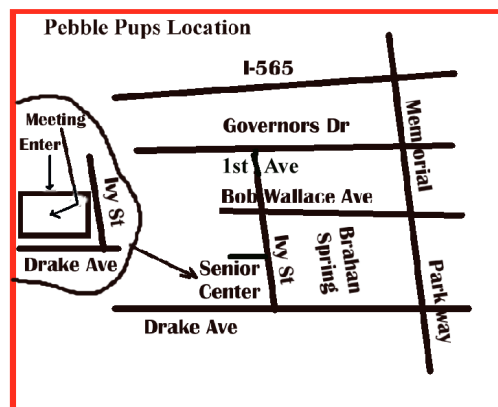 Pebble Pups Location
I-565
Meeting
Enter
Ivy St
Drake Ave
Governors Dr
1st Ave
Bob Wallace Ave
Memorial Parkway
Senior
Center
Ivy St
Brahan
Spring
Drake Ave